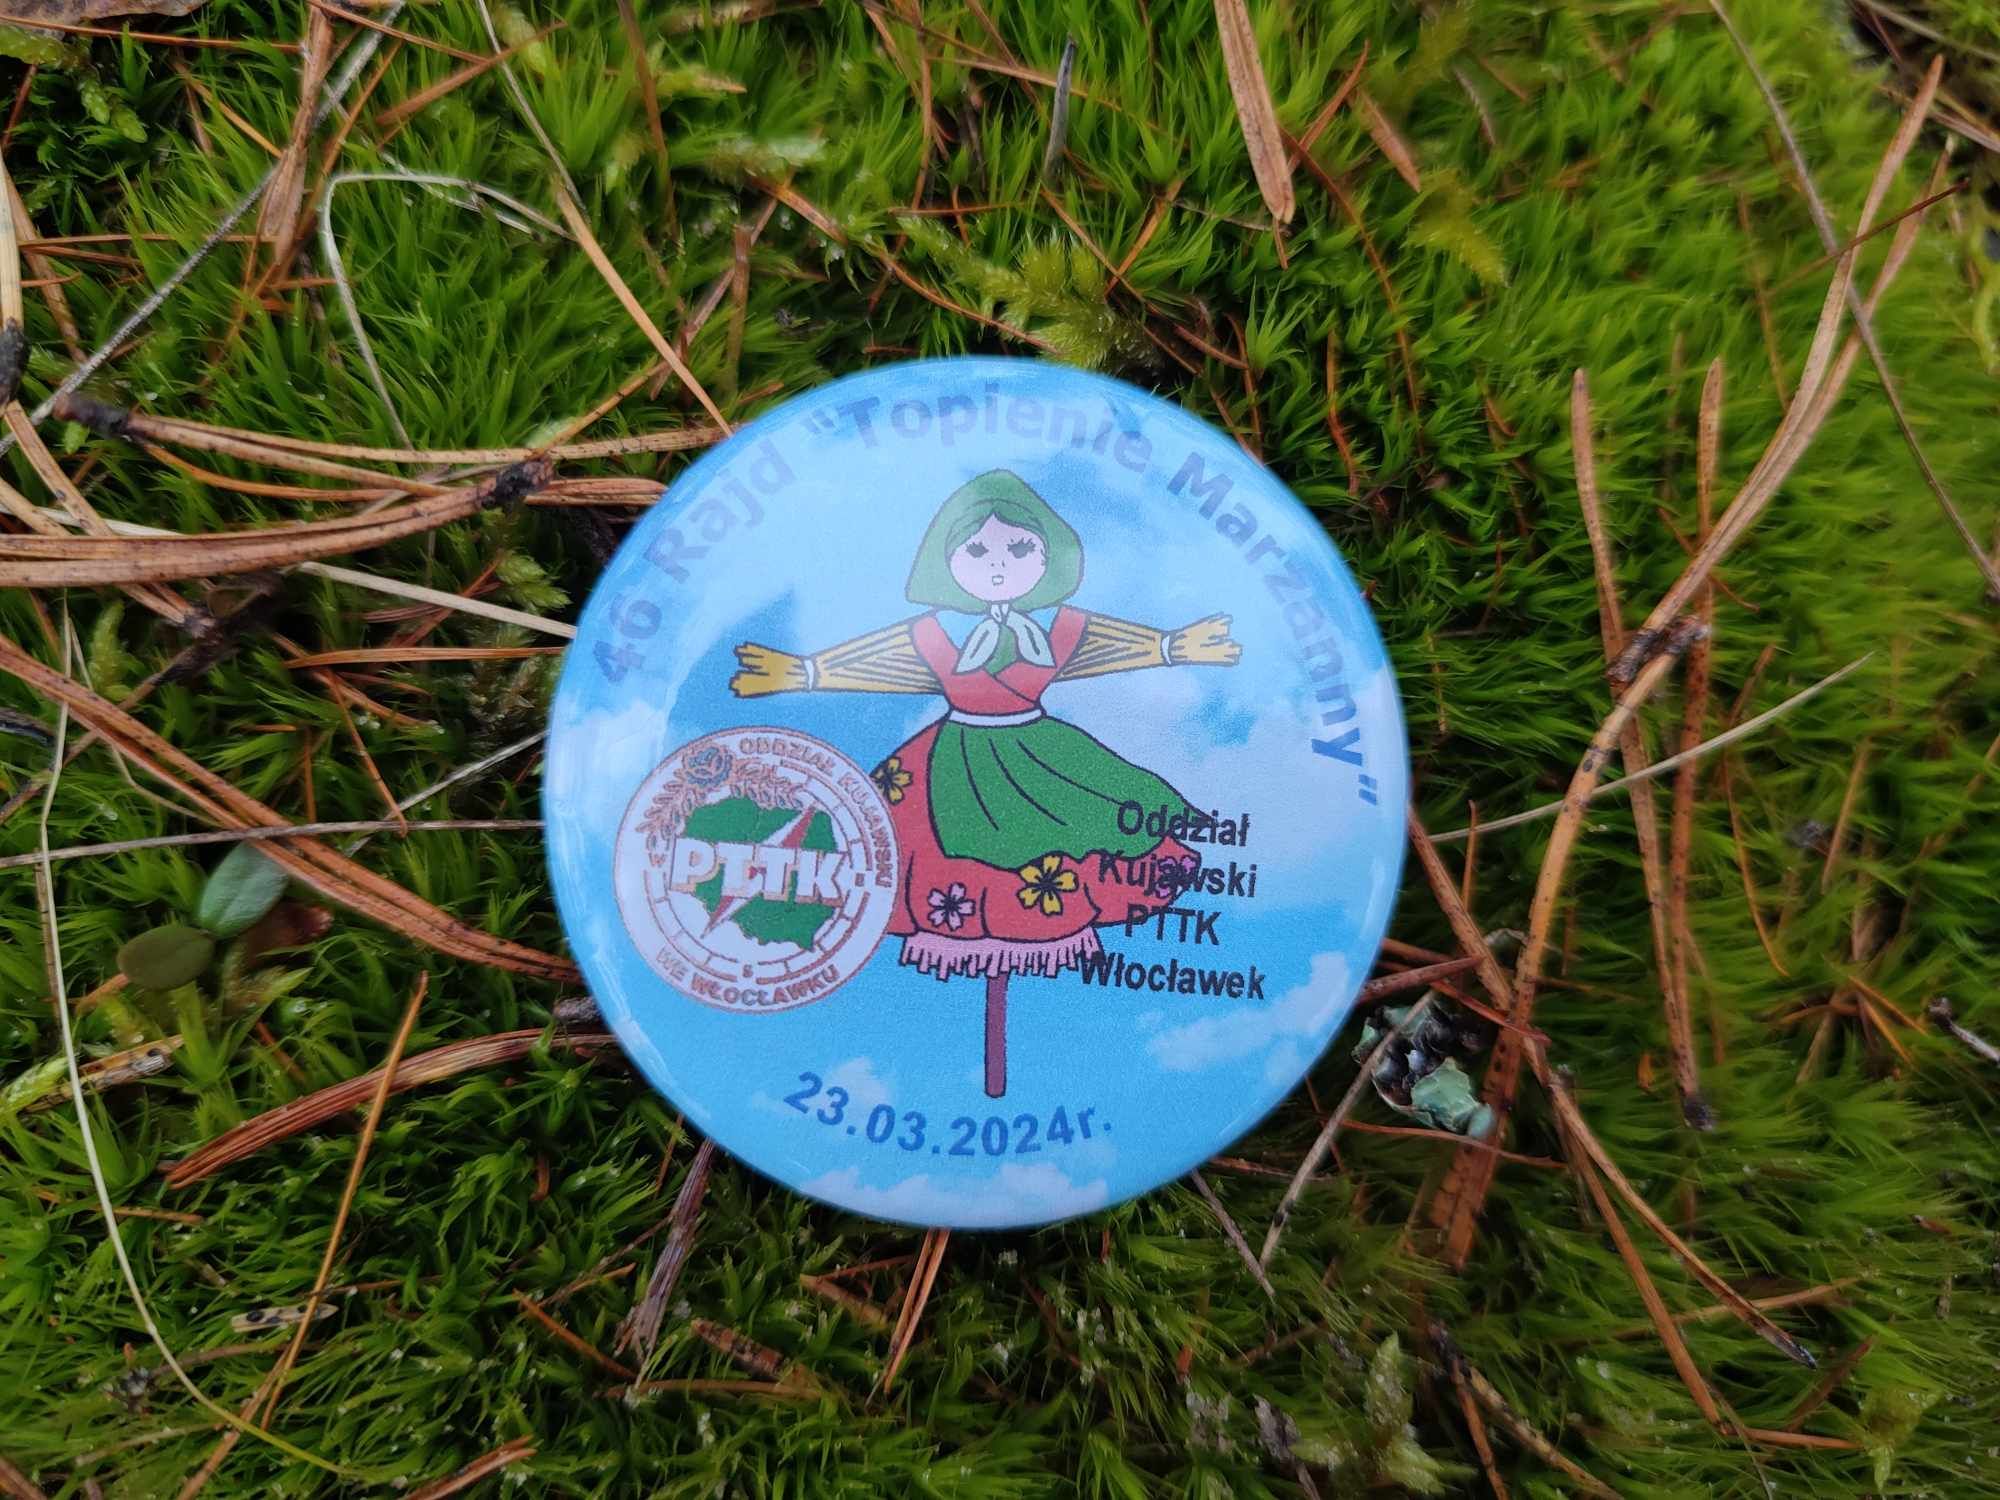 46 Rajd "Topienie Marzanny"
ODDZIAŁ KUJAWSKI
PTTK
WE WŁOCŁAWKU
Oddział
Kujawski
PTTK
Włocławek
23.03.2024r.